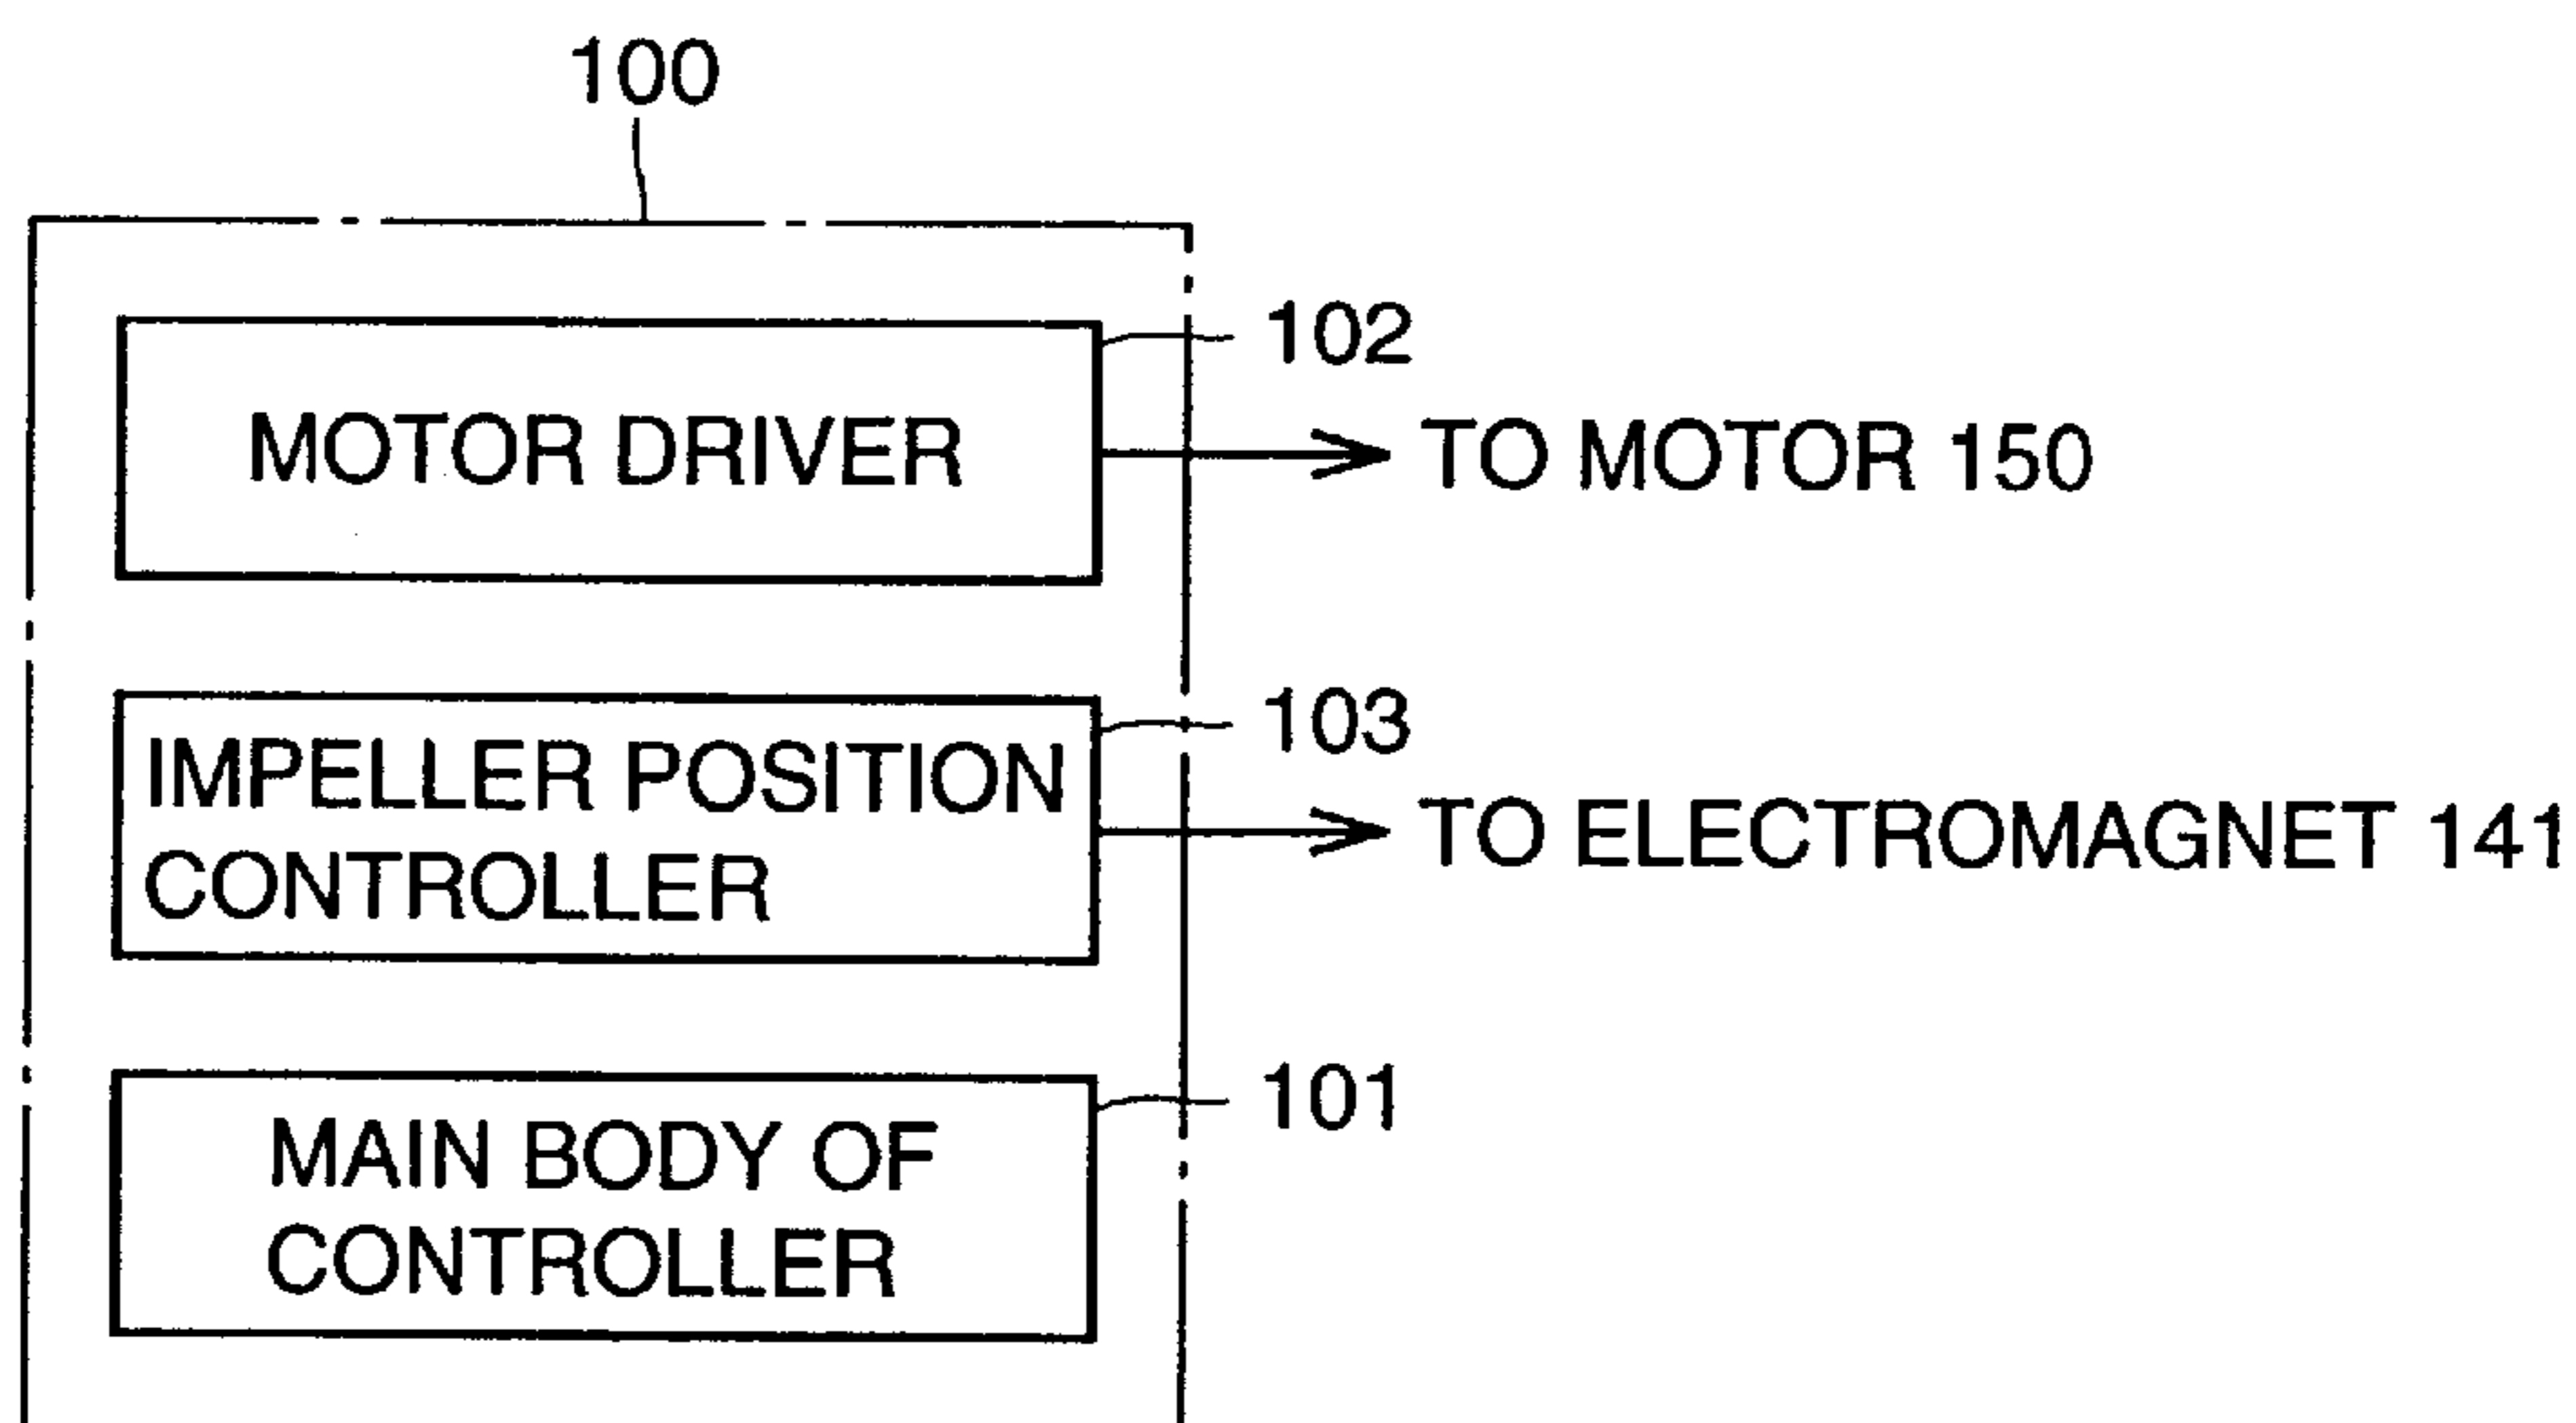 100
102
MOTOR DRIVER
TO MOTOR 150
103
IMPELLER POSITION
CONTROLLER
TO ELECTROMAGNET 141
101
MAIN BODY OF
CONTROLLER